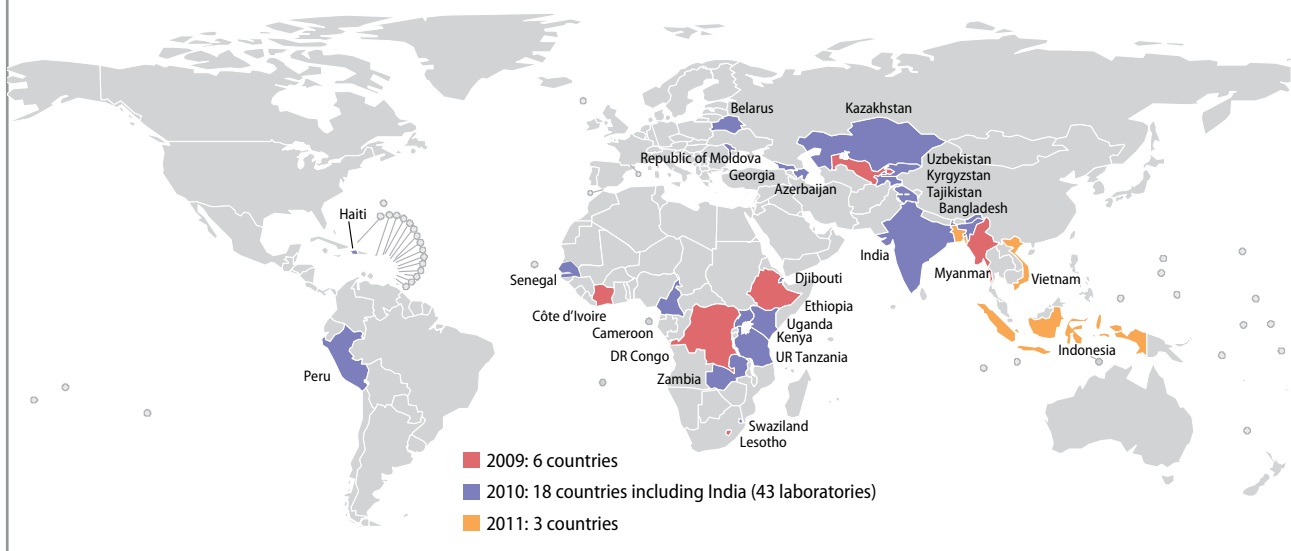 Belarus
Kazakhstan
Republic of Moldova
Uzbekistan
Georgia
Kyrgyzstan
Azerbaijan
Tajikistan
Bangladesh
Haiti
India
Myanmar
Vietnam
Senegal
Djibouti
Ethiopia
Côte d’Ivoire
Uganda
Cameroon
Kenya
Indonesia
DR Congo
UR Tanzania
Peru
Zambia
Swaziland
Lesotho
2009: 6 countries
2010: 18 countries including India (43 laboratories)
2011: 3 countries